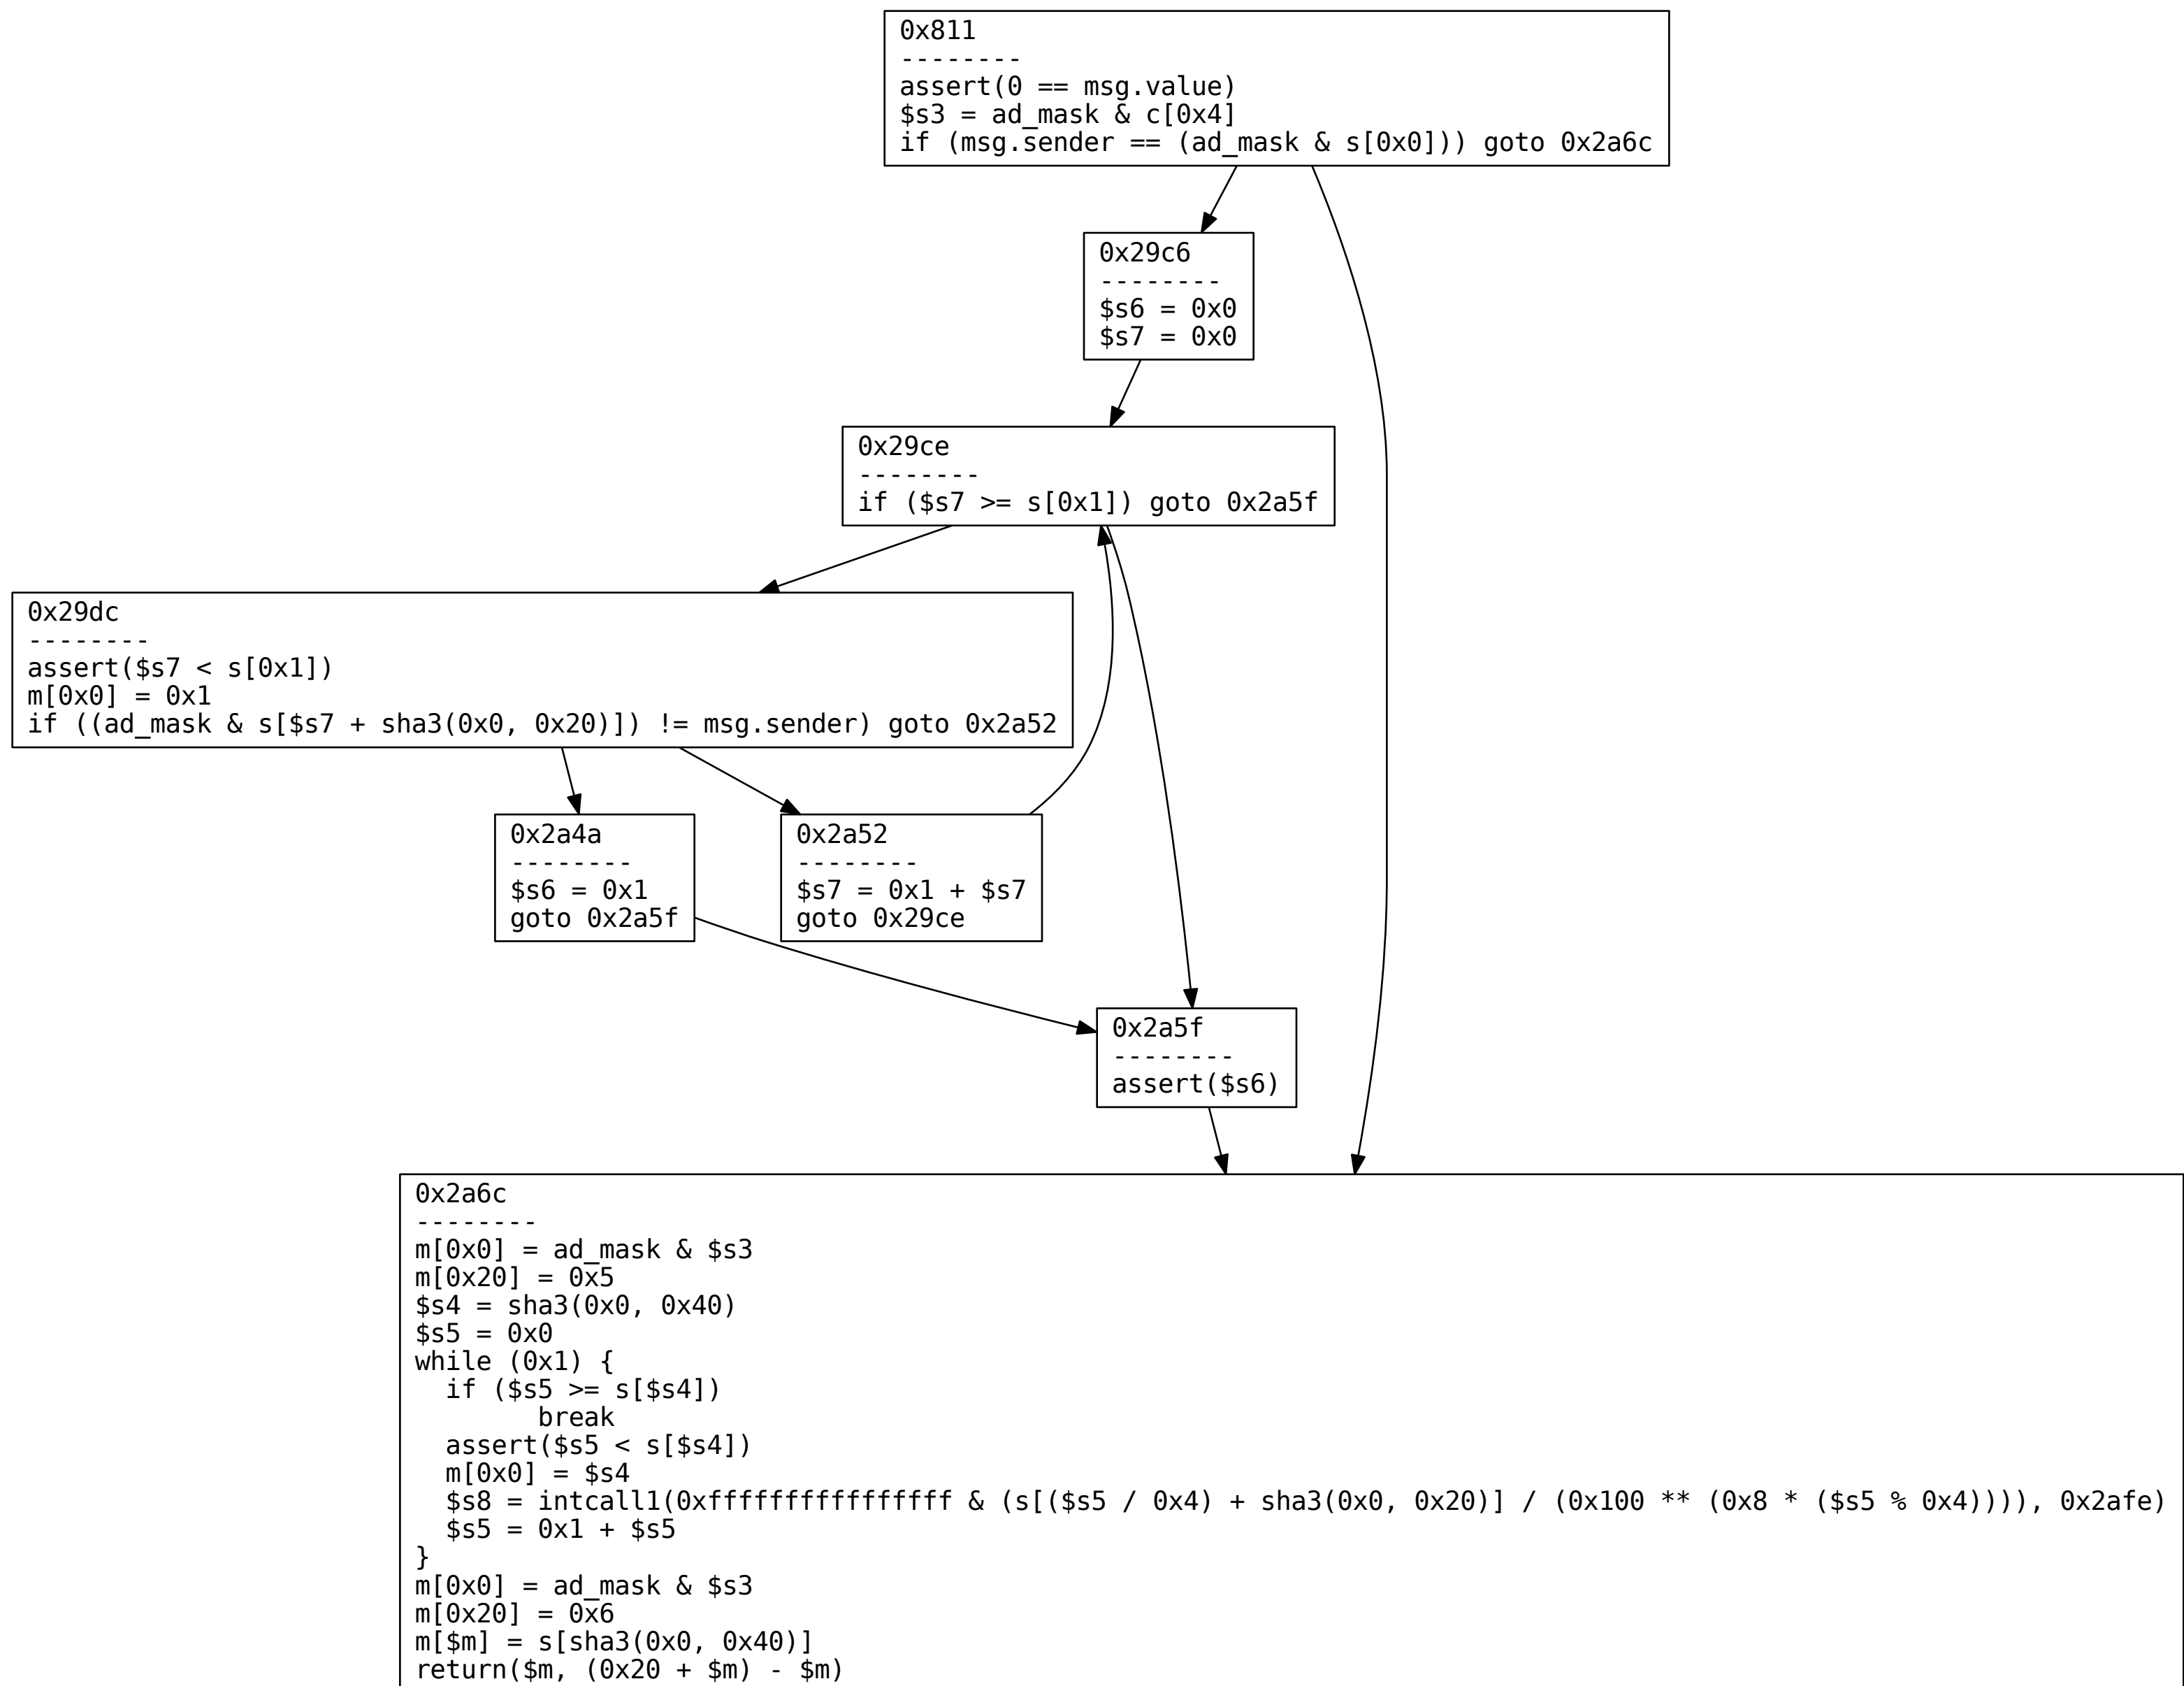 0x811
--------
assert(0 == msg.value)
$s3 = ad_mask & c[0x4]
if (msg.sender == (ad_mask & s[0x0])) goto 0x2a6c
0x29c6
--------
$s6 = 0x0
$s7 = 0x0
0x29ce
--------
if ($s7 >= s[0x1]) goto 0x2a5f
0x29dc
--------
assert($s7 < s[0x1])
m[0x0] = 0x1
if ((ad_mask & s[$s7 + sha3(0x0, 0x20)]) != msg.sender) goto 0x2a52
0x2a4a
--------
$s6 = 0x1
goto 0x2a5f
0x2a52
--------
$s7 = 0x1 + $s7
goto 0x29ce
0x2a5f
--------
assert($s6)
0x2a6c
--------
m[0x0] = ad_mask & $s3
m[0x20] = 0x5
$s4 = sha3(0x0, 0x40)
$s5 = 0x0
while (0x1) {
  if ($s5 >= s[$s4])
        break
  assert($s5 < s[$s4])
  m[0x0] = $s4
  $s8 = intcall1(0xffffffffffffffff & (s[($s5 / 0x4) + sha3(0x0, 0x20)] / (0x100 ** (0x8 * ($s5 % 0x4)))), 0x2afe)
  $s5 = 0x1 + $s5
}
m[0x0] = ad_mask & $s3
m[0x20] = 0x6
m[$m] = s[sha3(0x0, 0x40)]
return($m, (0x20 + $m) - $m)